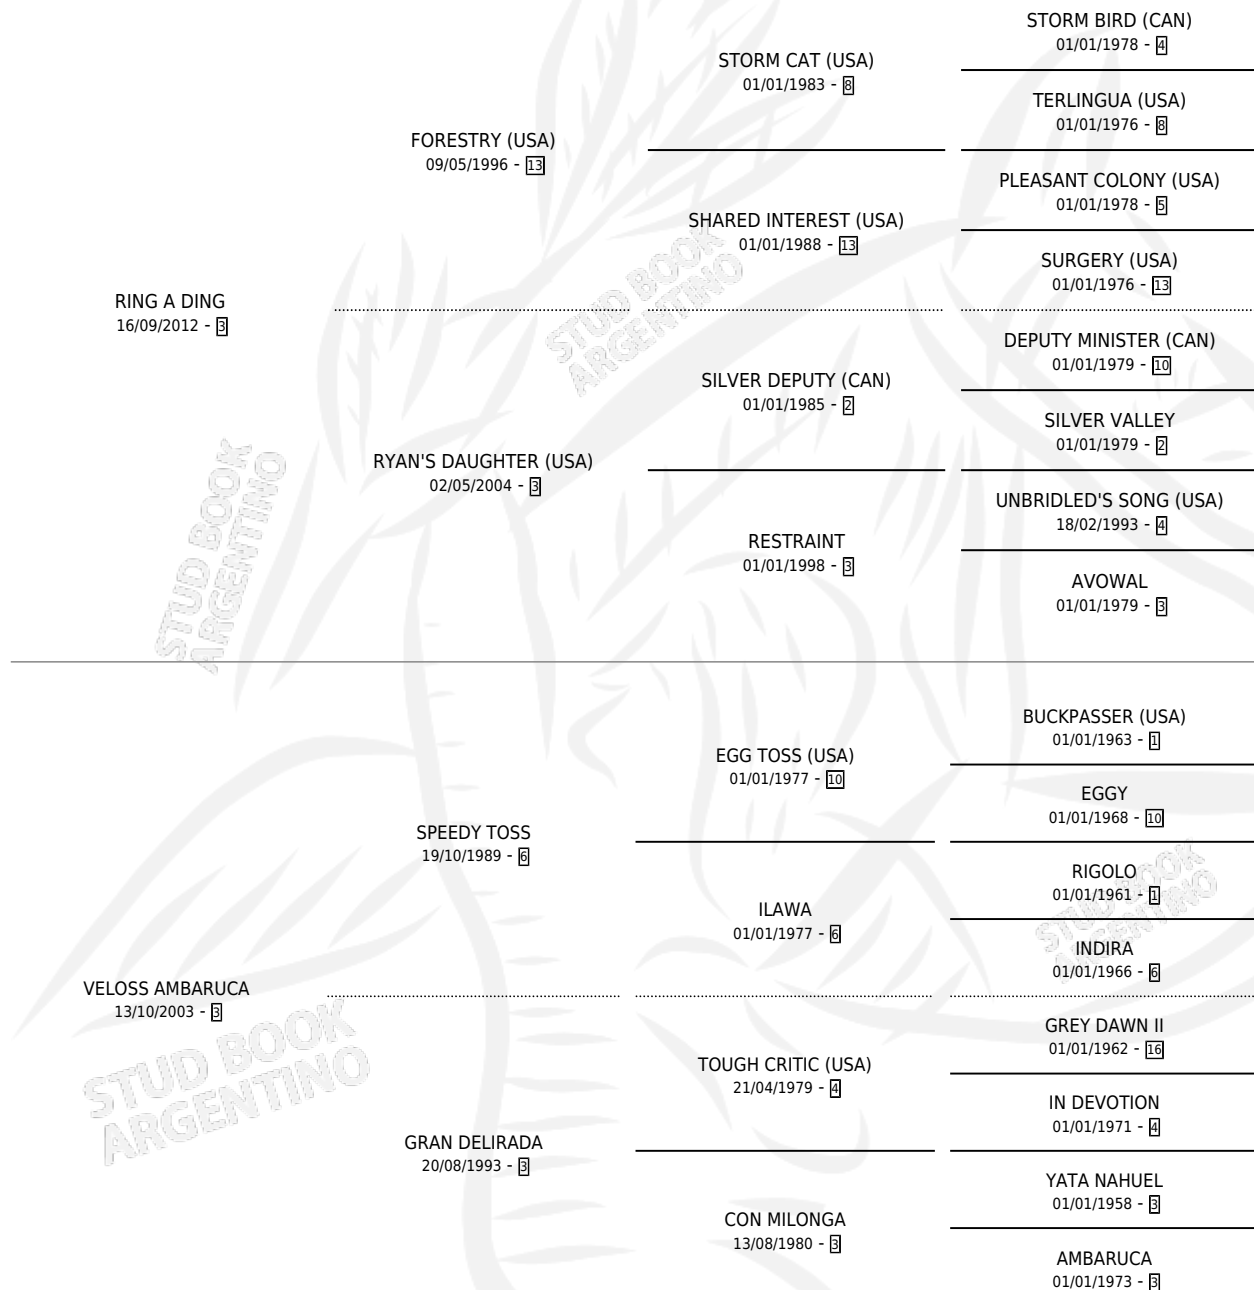 STORM BIRD (CAN)
01/01/1978 - 4
STORM CAT (USA)
01/01/1983 - 8
TERLINGUA (USA)
01/01/1976 - 8
FORESTRY (USA)
09/05/1996 - 13
PLEASANT COLONY (USA)
01/01/1978 - 5
SHARED INTEREST (USA)
01/01/1988 - 13
SURGERY (USA)
01/01/1976 - 13
RING A DING
16/09/2012 - 3
DEPUTY MINISTER (CAN)
01/01/1979 - 10
SILVER DEPUTY (CAN)
01/01/1985 - 2
SILVER VALLEY
01/01/1979 - 2
RYAN'S DAUGHTER (USA)
02/05/2004 - 3
UNBRIDLED'S SONG (USA)
18/02/1993 - 4
RESTRAINT
01/01/1998 - 3
AVOWAL
01/01/1979 - 3
STUD BOOK
ARGENTINO
STUD BOOK
ARGENTINO
BUCKPASSER (USA)
01/01/1963 - 1
EGG TOSS (USA)
01/01/1977 - 10
EGGY
01/01/1968 - 10
SPEEDY TOSS
19/10/1989 - 6
RIGOLO
01/01/1961 - 1
ILAWA
01/01/1977 - 6
INDIRA
01/01/1966 - 6
VELOSS AMBARUCA
13/10/2003 - 3
GREY DAWN II
01/01/1962 - 16
TOUGH CRITIC (USA)
21/04/1979 - 4
IN DEVOTION
01/01/1971 - 4
GRAN DELIRADA
20/08/1993 - 3
YATA NAHUEL
01/01/1958 - 3
CON MILONGA
13/08/1980 - 3
AMBARUCA
01/01/1973 - 3
STUD BOOK
ARGENTINO
STUD BOOK
ARGENTINO